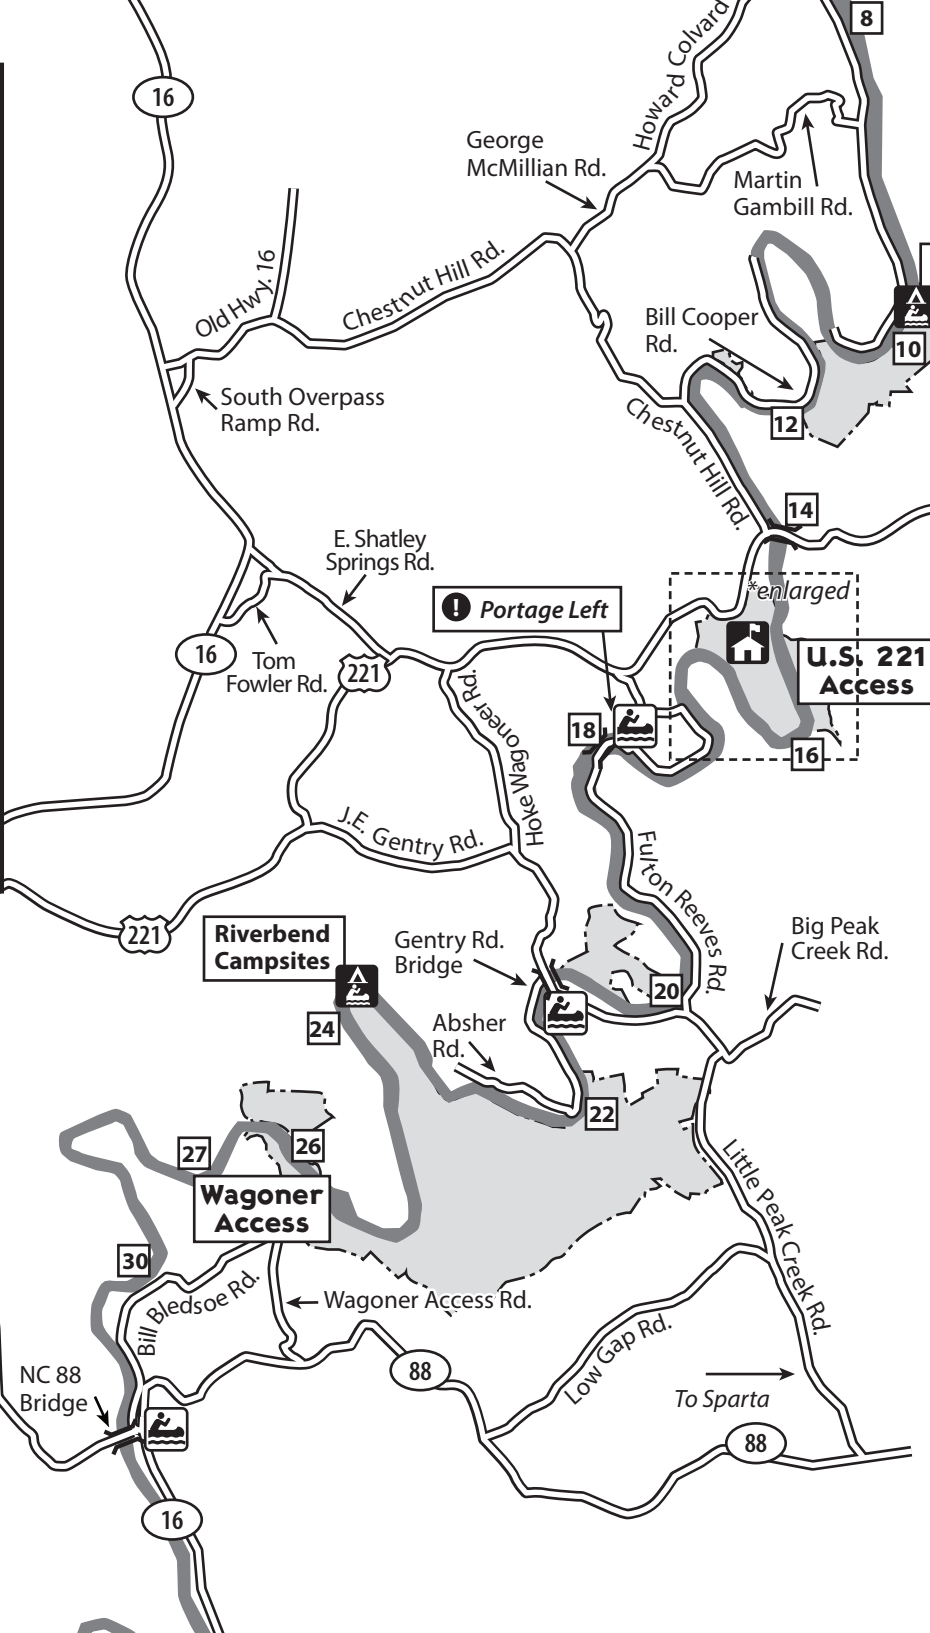 8
Howard Colvard
16
George
McMillian Rd.
Martin
Gambill Rd.
Old Hwy. 16
Chestnut Hill Rd.
Bill Cooper
Rd.
10
South Overpass
Ramp Rd.
12
Chestnut Hill Rd.
14
E. Shatley
Springs Rd.
*enlarged
! Portage Left
16
Tom
Fowler Rd.
221
U.S. 221
Access
Hoke Wagoneer Rd.
18
16
J.E. Gentry Rd.
Fulton Reeves Rd.
221
Riverbend
Campsites
Gentry Rd.
Bridge
Big Peak
Creek Rd.
20
24
Absher
Rd.
22
27
26
Wagoner
Access
Little Peak Creek Rd.
30
Bill Bledsoe Rd.
Wagoner Access Rd.
Low Gap Rd.
NC 88
Bridge
88
To Sparta
88
16